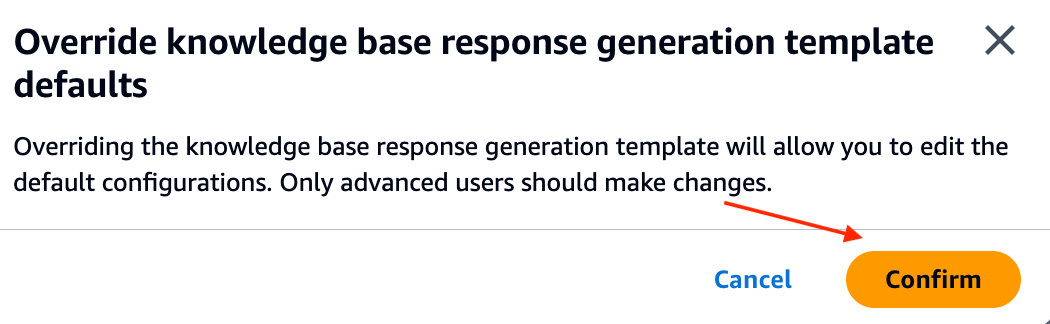 Override knowledge base response generation template
defaults
Overriding the knowledge base response generation template will allow you to edit the
default configurations. Only advanced users should make changes.
Cancel
Confirm